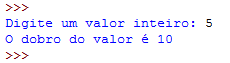 >>>
Digite um valor inteiro: 5
O dobro do valor é 10
>>>